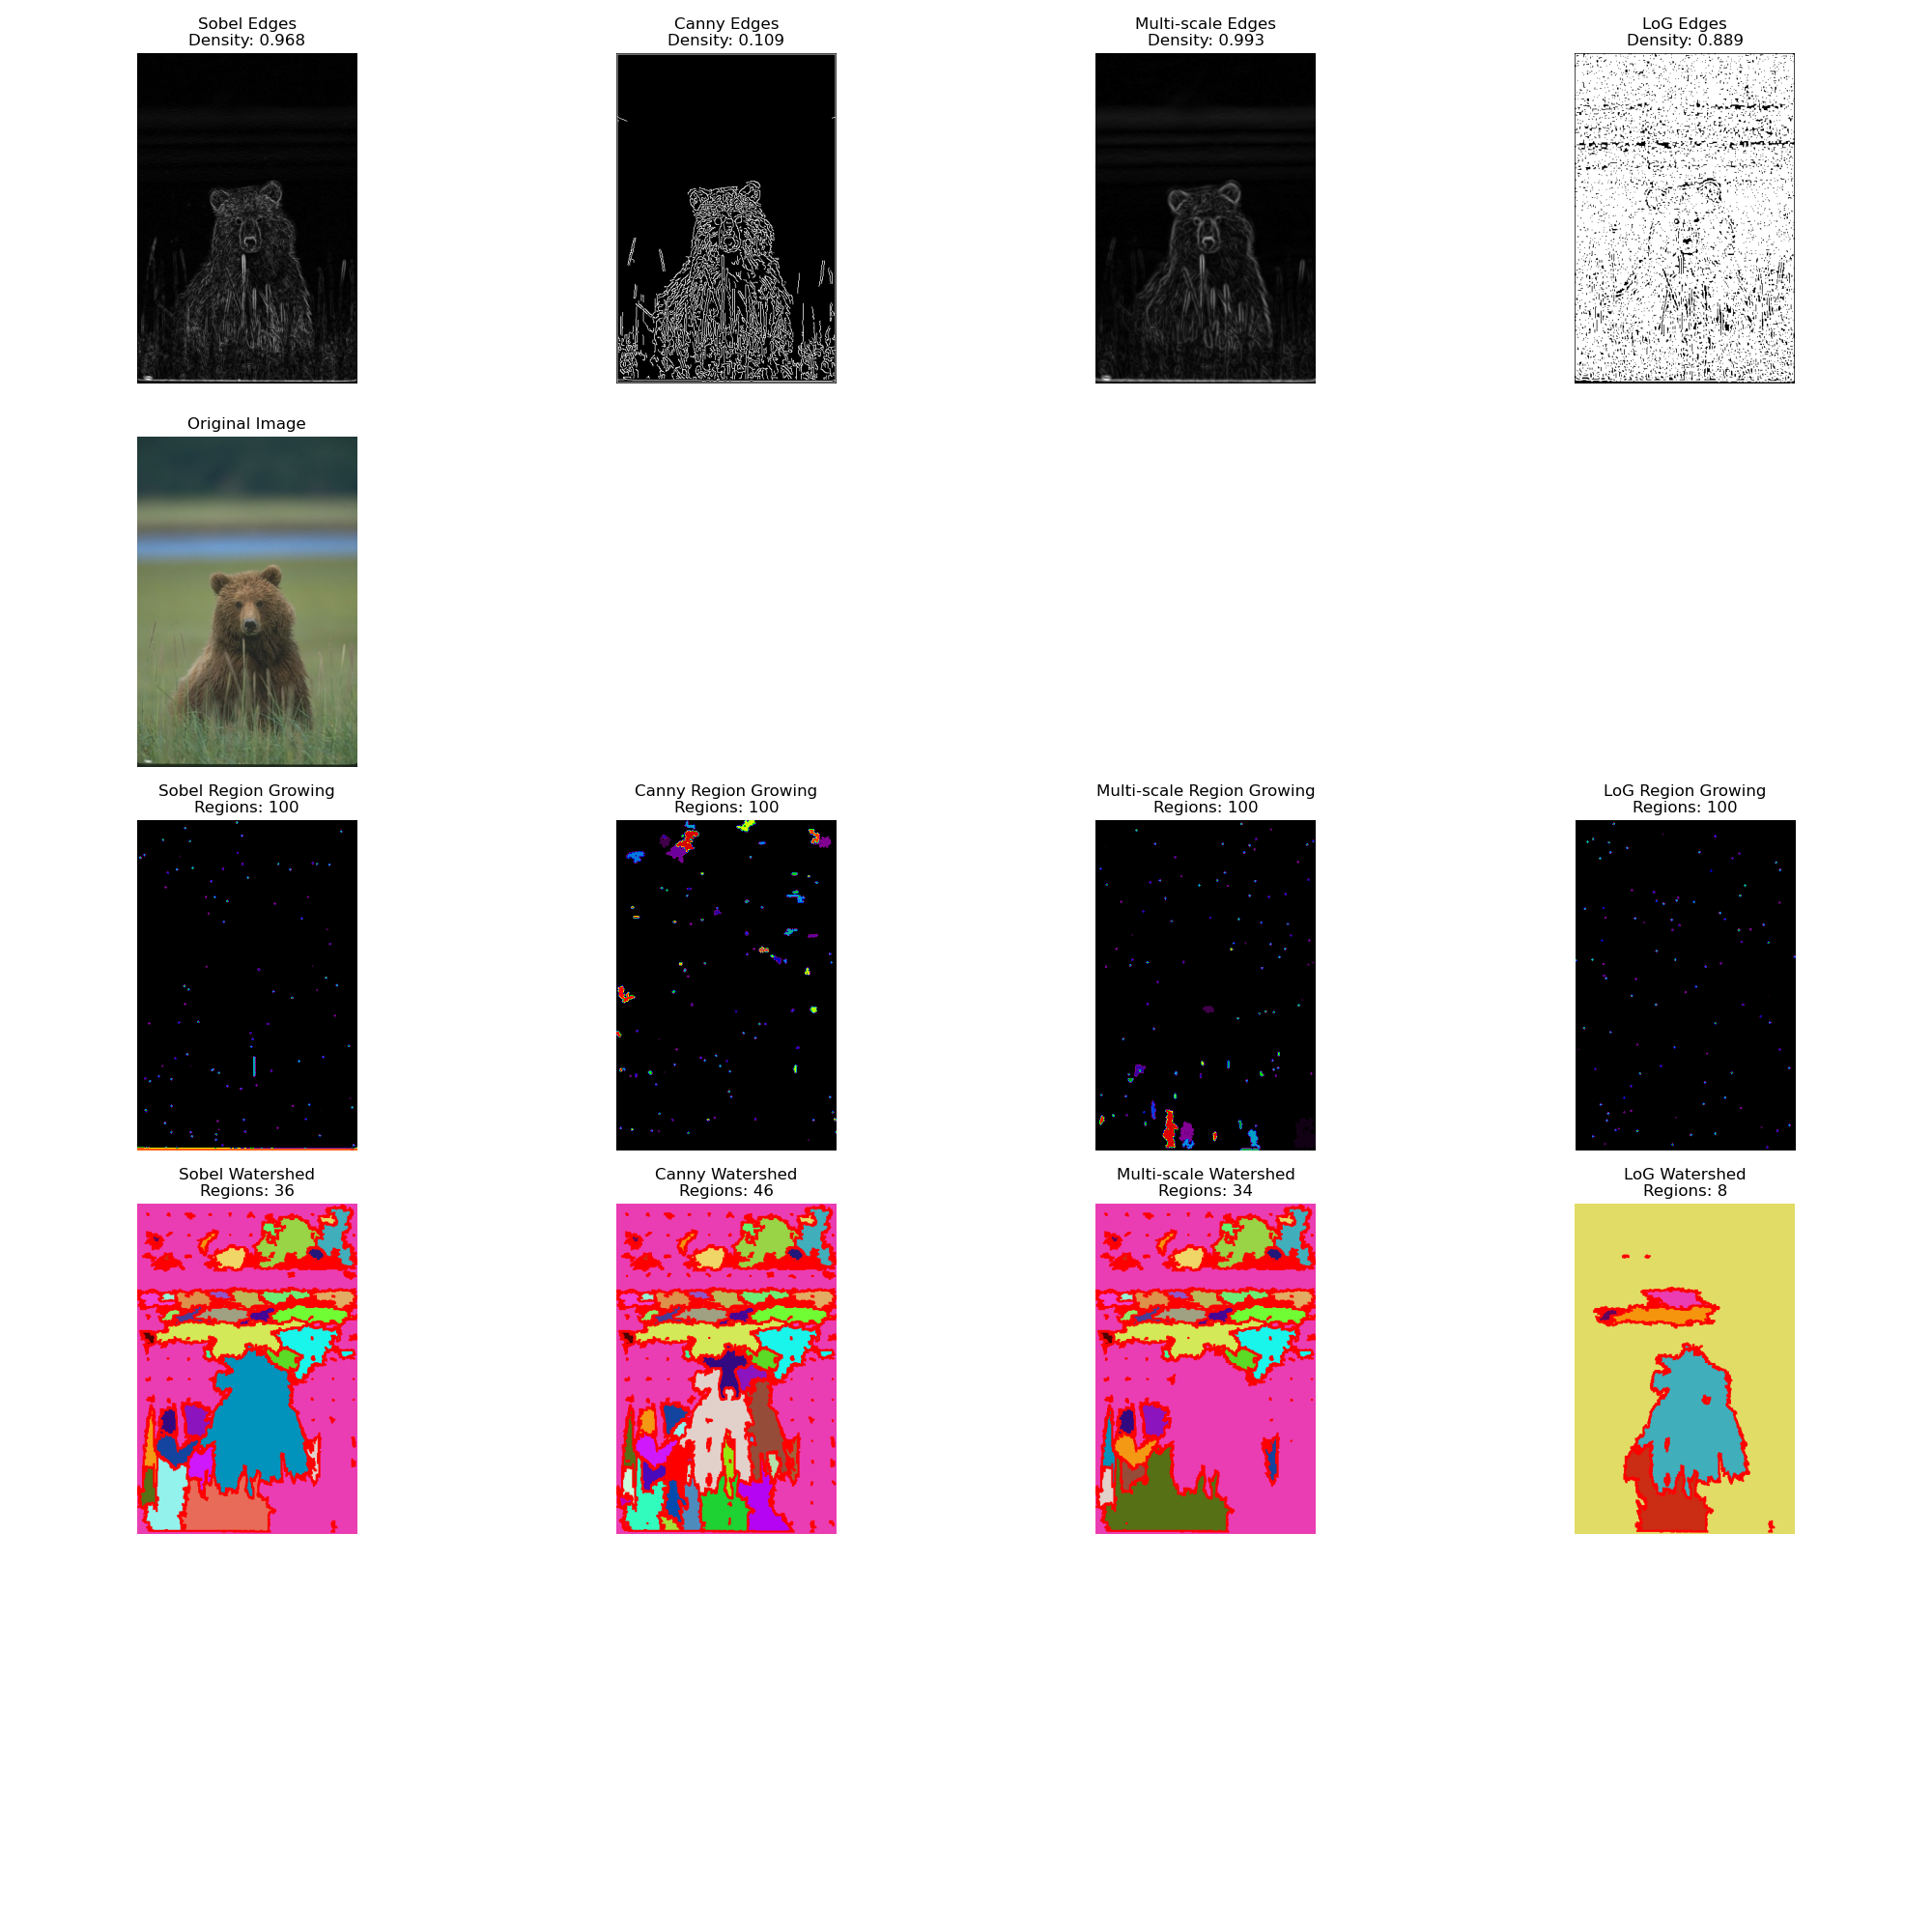 Sobel Edges
Density: 0.968
Canny Edges
Density: 0.109
Multi-scale Edges
Density: 0.993
LoG Edges
Density: 0.889
Original Image
Sobel Region Growing
Regions: 100
Canny Region Growing
Regions: 100
Multi-scale Region Growing
Regions: 100
LoG Region Growing
Regions: 100
Sobel Watershed
Regions: 36
Canny Watershed
Regions: 46
Multi-scale Watershed
Regions: 34
LoG Watershed
Regions: 8